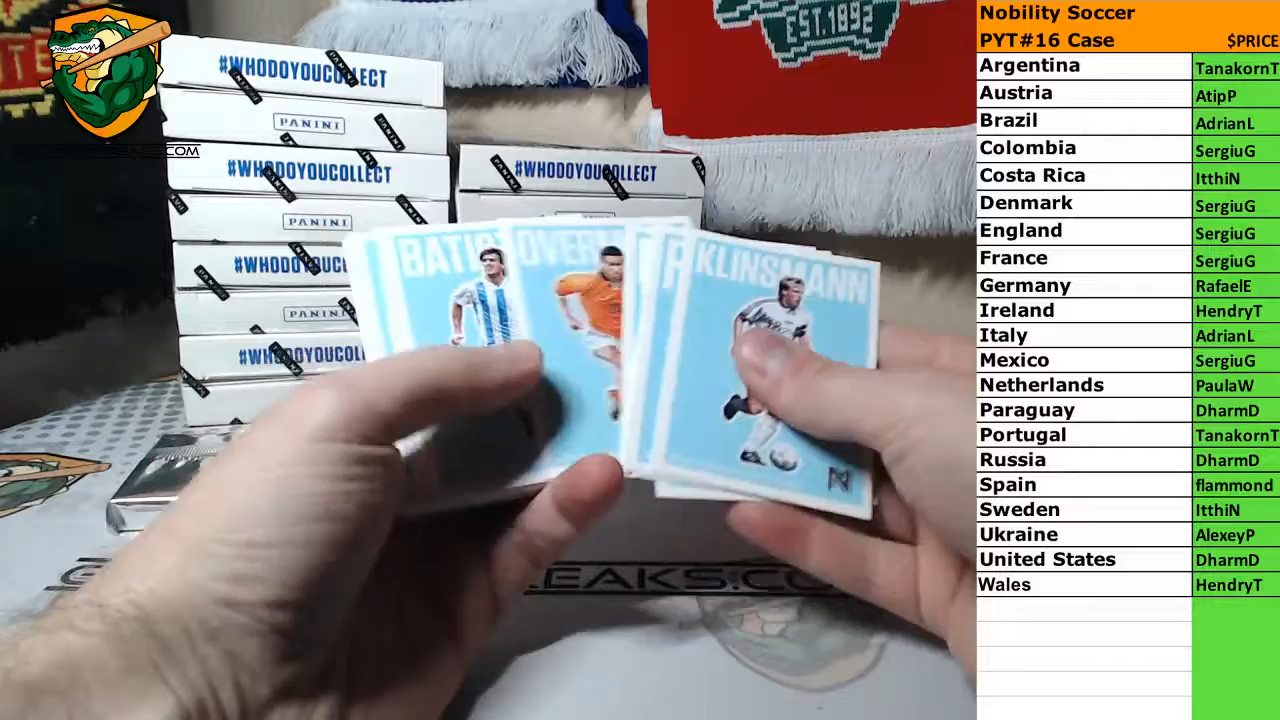 EST.1892
#WHODOYOUCOLLECT
PANINI
#WHODOYOUCOLLECT
PANINI
PANINI
#WHODOYOUCOLLECT
KLINSMANN
Nobility Soccer
PYT#16 Case $PRICE
Argentina TanakornT
Austria AtipP
Brazil AdrianL
Colombia SergiuG
Costa Rica ItthiN
Denmark SergiuG
England SergiuG
France SergiuG
Germany RafaelE
Ireland HendryT
Italy AdrianL
Mexico SergiuG
Netherlands PaulaW
Paraguay DharmD
Portugal TanakornT
Russia DharmD
Spain flammond
Sweden ItthiN
Ukraine AlexeyP
United States DharmD
Wales HendryT